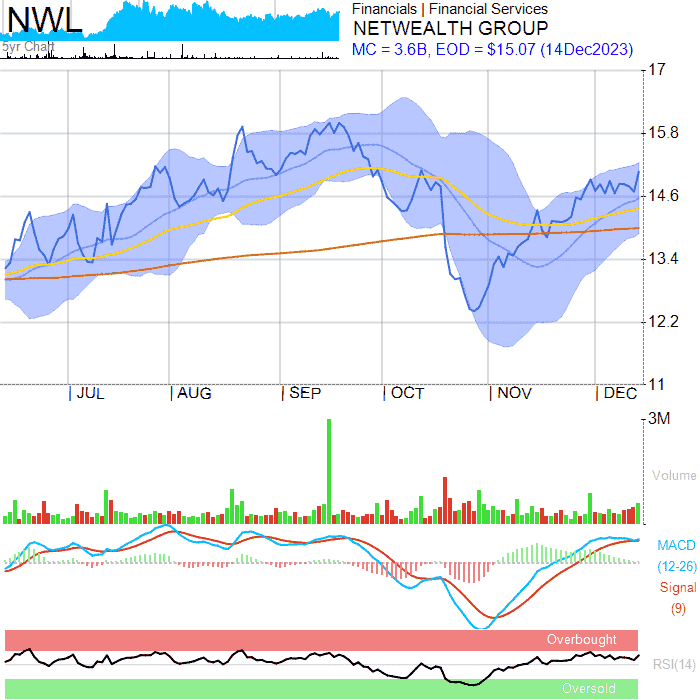 NWL
5yr Chart
Financials | Financial Services
NETWEALTH GROUP
MC = 3.6B, EOD = $15.07 (14Dec2023)
17
15.8
14.6
13.4
12.2
11
| JUL | AUG | SEP | OCT | NOV | DEC
3M
Volume
MACD
(12-26)
Signal
(9)
Overbought
RSI(14)
Oversold